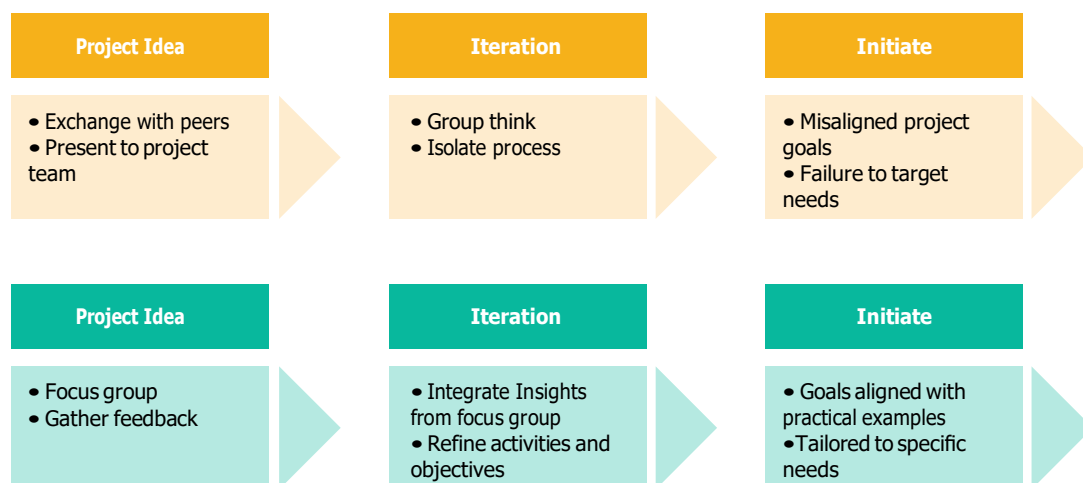 Project Idea
Iteration
Initiate
• Exchange with peers
• Present to project
team
• Group think
• Isolate process
• Misaligned project
goals
• Failure to target
needs
Project Idea
Iteration
Initiate
• Focus group
• Gather feedback
• Integrate Insights
from focus group
• Refine activities and
objectives
• Goals aligned with
practical examples
•Tailored to specific
needs